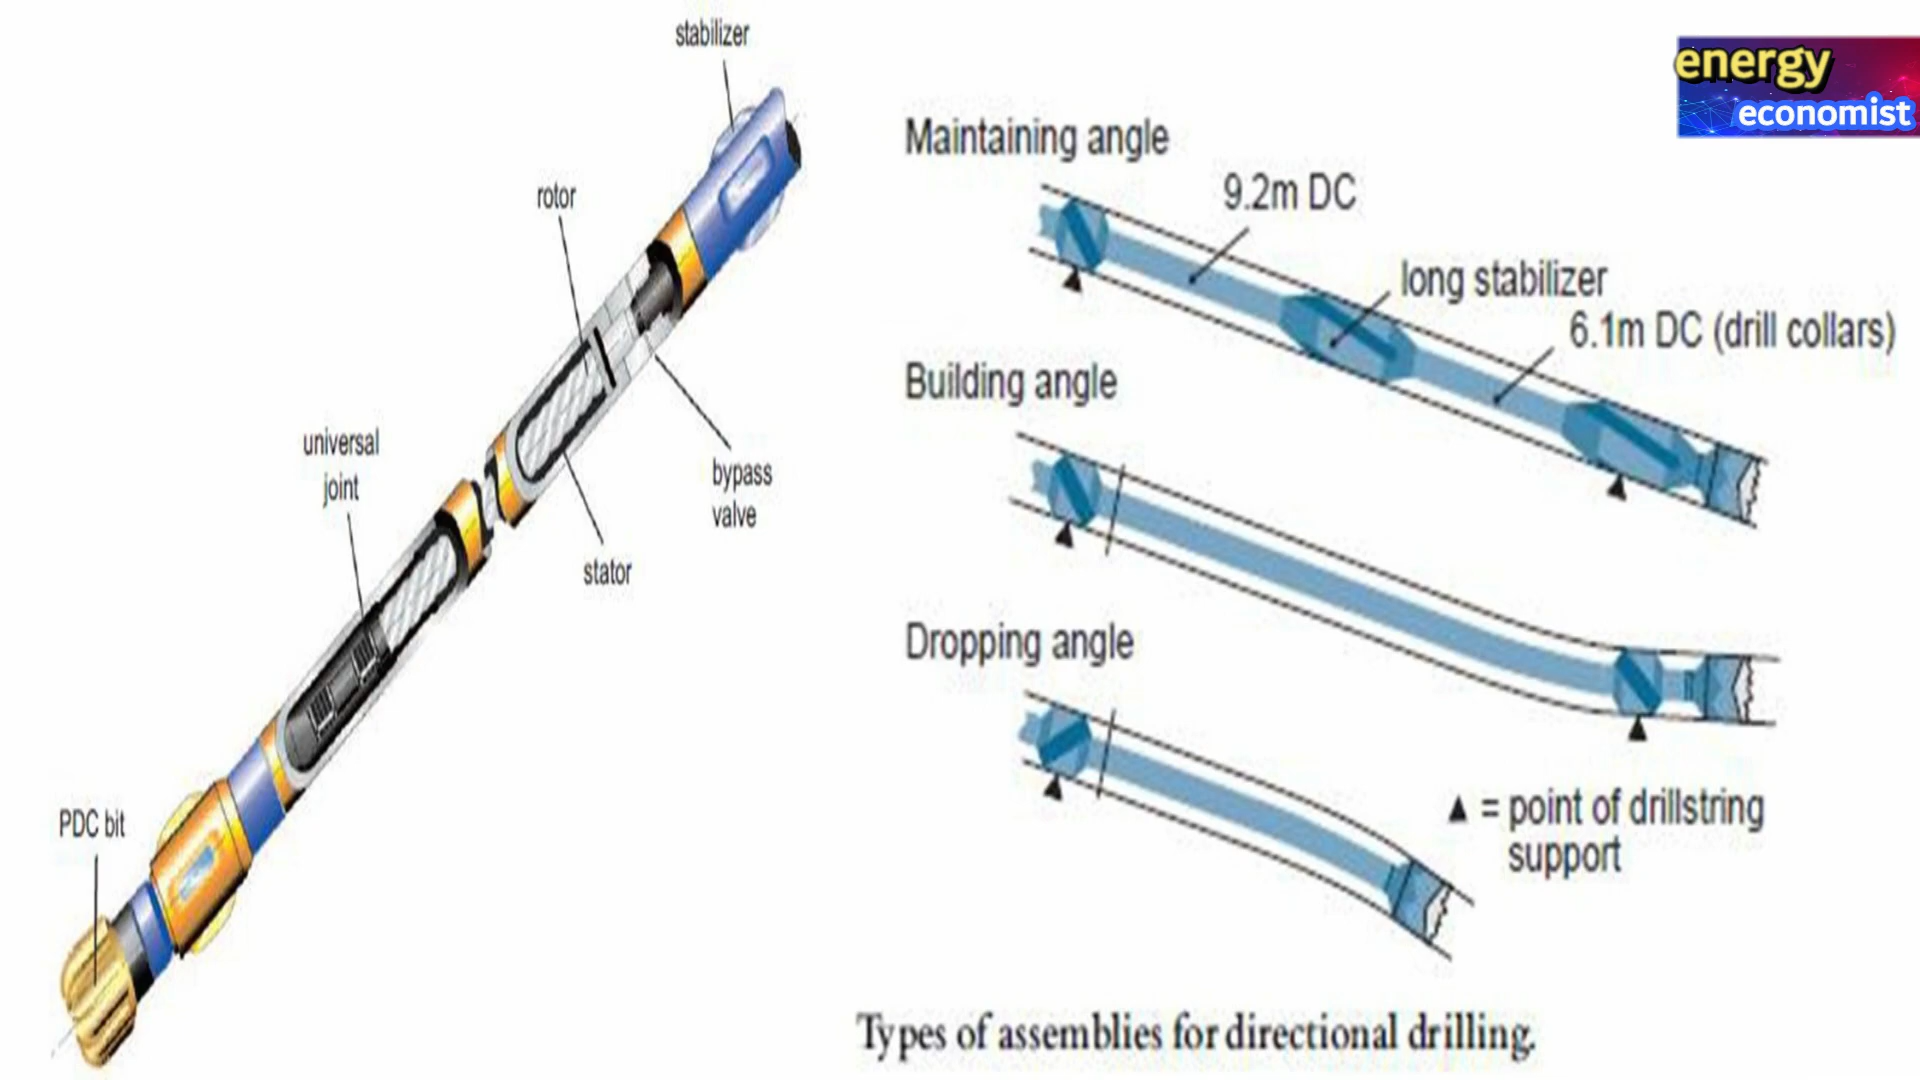 stabilizer
rotor
universal
joint
bypass
valve
stator
PDC bit
energy
economist
Maintaining angle
9.2m DC
long stabilizer
6.1m DC (drill collars)
Building angle
Dropping angle
▲ = point of drillstring
support
Types of assemblies for directional drilling.